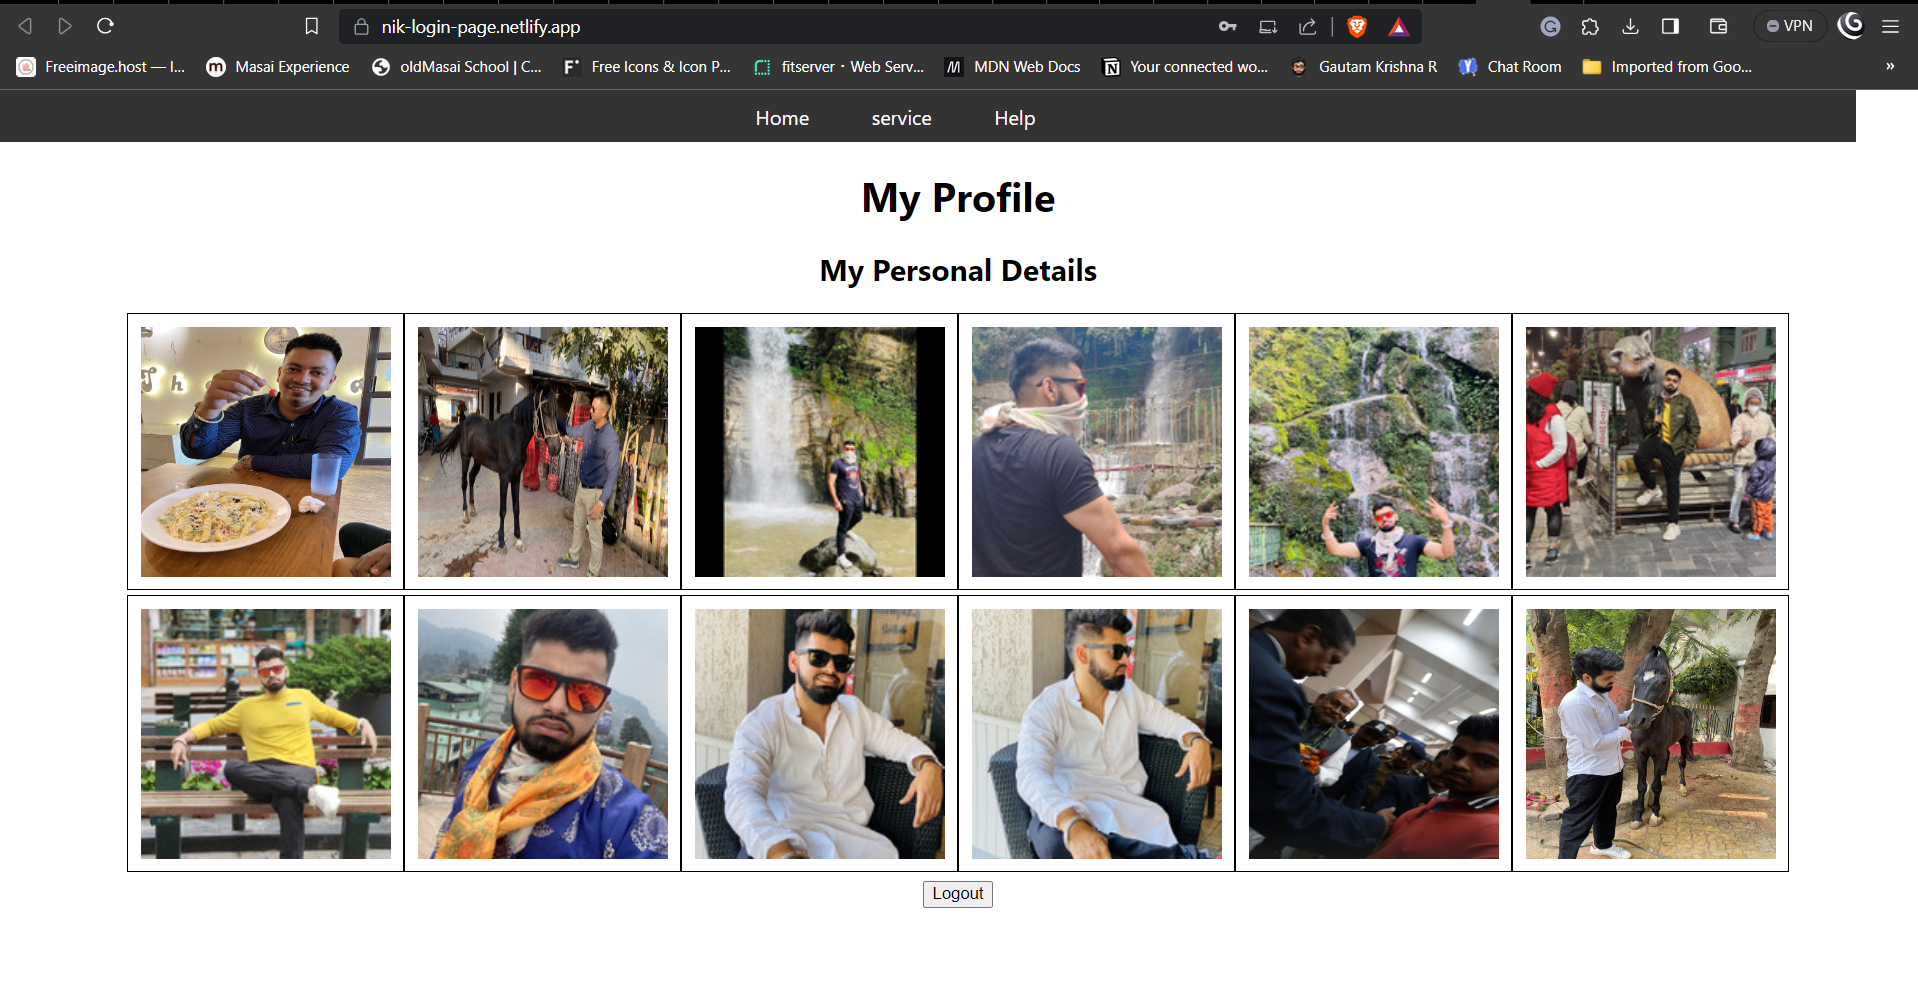 nik-login-page.netlify.app
VPN
Freeimage.host — I...
Masai Experience
oldMasai School | C...
Free Icons & Icon P...
fitserver · Web Serv...
MDN Web Docs
Your connected wo...
Gautam Krishna R
Chat Room
Imported from Goo...
»
Home
service
Help
My Profile
My Personal Details
Logout